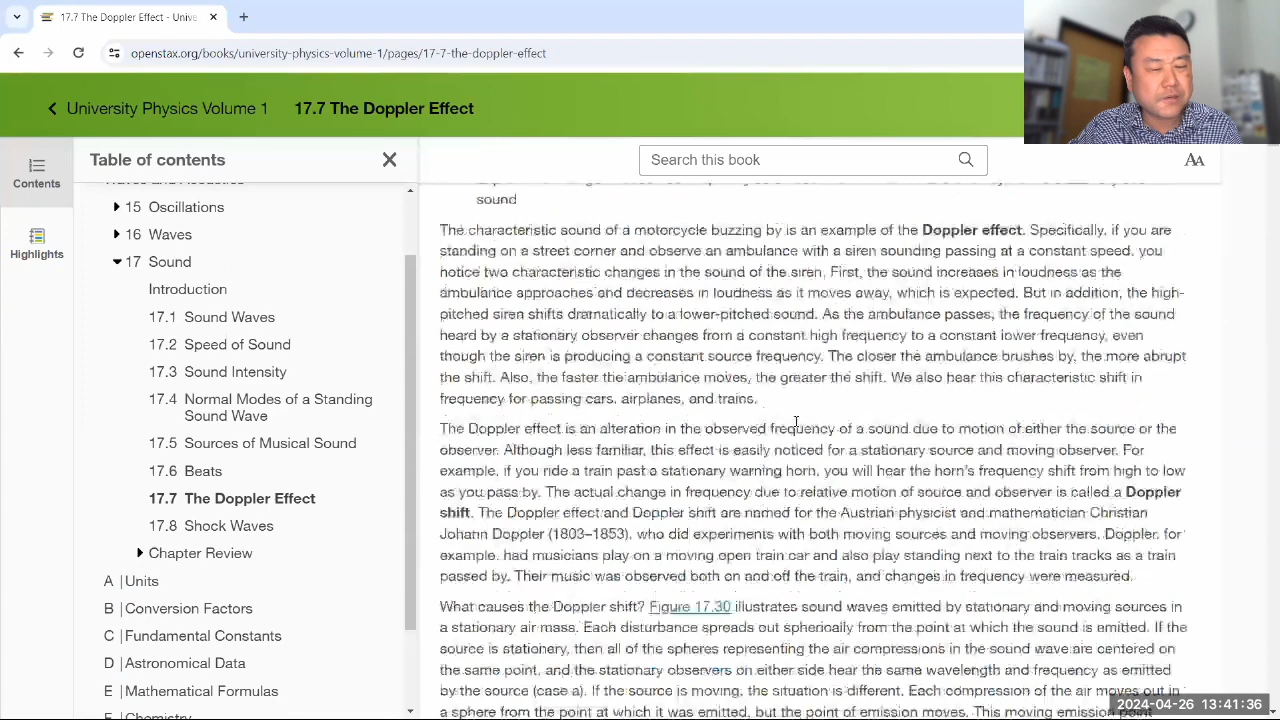 17.7 The Doppler Effect - Unive
openstax.org/books/university-physics-volume-1/pages/17-7-the-doppler-effect
University Physics Volume 1 17.7 The Doppler Effect
Contents
Highlights
Table of contents
Search this book
AA
Waves and Acoustics
15 Oscillations
16 Waves
17 Sound
Introduction
17.1 Sound Waves
17.2 Speed of Sound
17.3 Sound Intensity
17.4 Normal Modes of a Standing
Sound Wave
17.5 Sources of Musical Sound
17.6 Beats
17.7 The Doppler Effect
17.8 Shock Waves
Chapter Review
A |Units
B |Conversion Factors
C |Fundamental Constants
D |Astronomical Data
E |Mathematical Formulas
F |Chemistry
sound
The characteristic sound of a motorcycle buzzing by is an example of the Doppler effect. Specifically, if you are
standing on a street corner and observe an ambulance with a siren sounding passing at a constant speed, you
notice two characteristic changes in the sound of the siren. First, the sound increases in loudness as the
ambulance approaches and decreases in loudness as it moves away, which is expected. But in addition, the high-
pitched siren shifts dramatically to a lower-pitched sound. As the ambulance passes, the frequency of the sound
heard by a stationary observer changes from a constant high frequency to a constant lower frequency, even
though the siren is producing a constant source frequency. The closer the ambulance brushes by, the more abrupt
the shift. Also, the faster the ambulance moves, the greater the shift. We also hear this characteristic shift in
frequency for passing cars, airplanes, and trains.
The Doppler effect is an alteration in the observed frequency of a sound due to motion of either the source or the
observer. Although less familiar, this effect is easily noticed for a stationary source and moving observer. For
example, if you ride a train past a stationary warning horn, you will hear the horn's frequency shift from high to low
as you pass by. The actual change in frequency due to relative motion of source and observer is called a Doppler
shift. The Doppler effect and Doppler shift are named for the Austrian physicist and mathematician Christian
Johann Doppler (1803–1853), who did experiments with both moving sources and moving observers. Doppler, for
example, had musicians play on a moving open train car and also play standing next to the train tracks as a train
passed by. Their music was observed both on and off the train, and changes in frequency were measured.
What causes the Doppler shift? Figure 17.30 illustrates sound waves emitted by stationary and moving sources in
a stationary air mass. Each disturbance spreads out spherically from the point at which the sound is emitted. If the
source is stationary, then all of the spheres representing the air compressions in the sound wave are centered on
the same point, and the stationary observers on either side hear the same wavelength and frequency as emitted
by the source (case a). If the source is moving, the situation is different. Each compression of the air moves out in
a sphere from the point at which it was emitted, but the point of emission moves. This moving emission point
2024-04-26 13:41:36